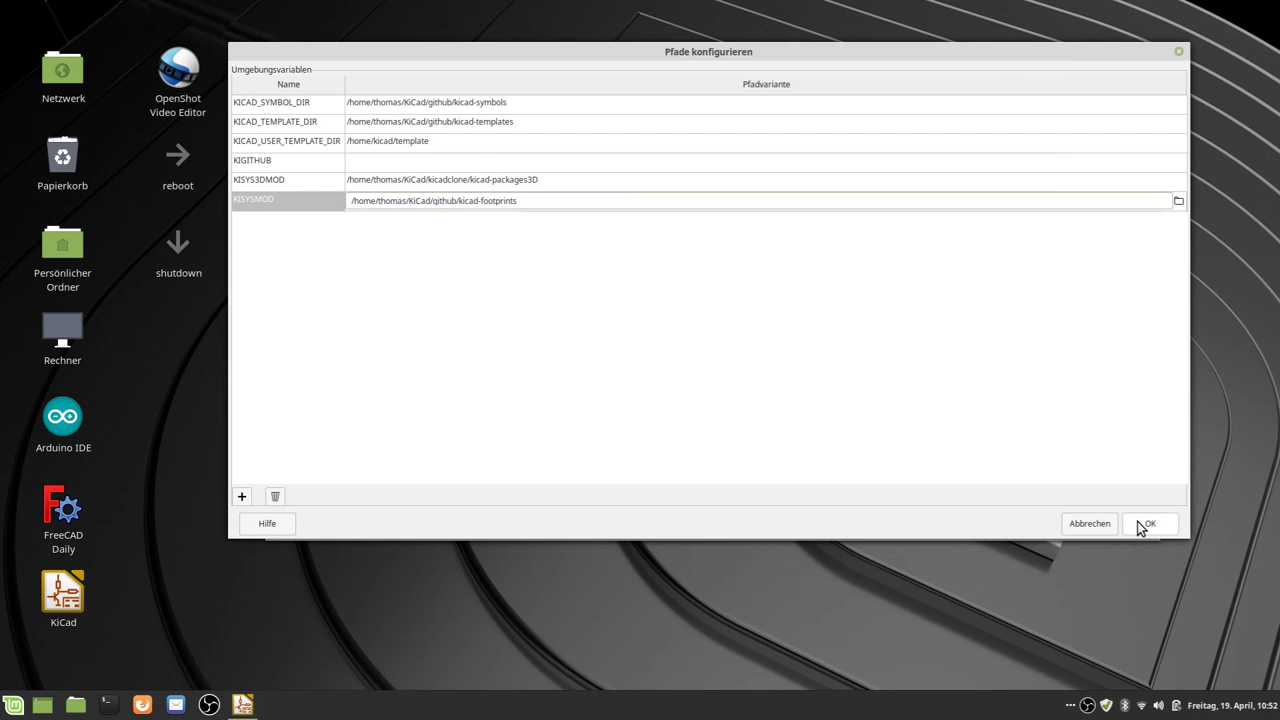 Netzwerk
OpenShot
Video Editor
Papierkorb
reboot
Persönlicher
Ordner
shutdown
Rechner
Arduino IDE
FreeCAD
Daily
KiCad
Pfade konfigurieren
Umgebungsvariablen
Name Pfadvariante
KICAD_SYMBOL_DIR /home/thomas/KiCad/github/kicad-symbols
KICAD_TEMPLATE_DIR /home/thomas/KiCad/github/kicad-templates
KICAD_USER_TEMPLATE_DIR /home/kicad/template
KIGITHUB
KISYS3DMOD /home/thomas/KiCad/kicadclone/kicad-packages3D
KISYSMOD /home/thomas/KiCad/github/kicad-footprints
Hilfe Abbrechen OK
Freitag, 19. April, 10:52